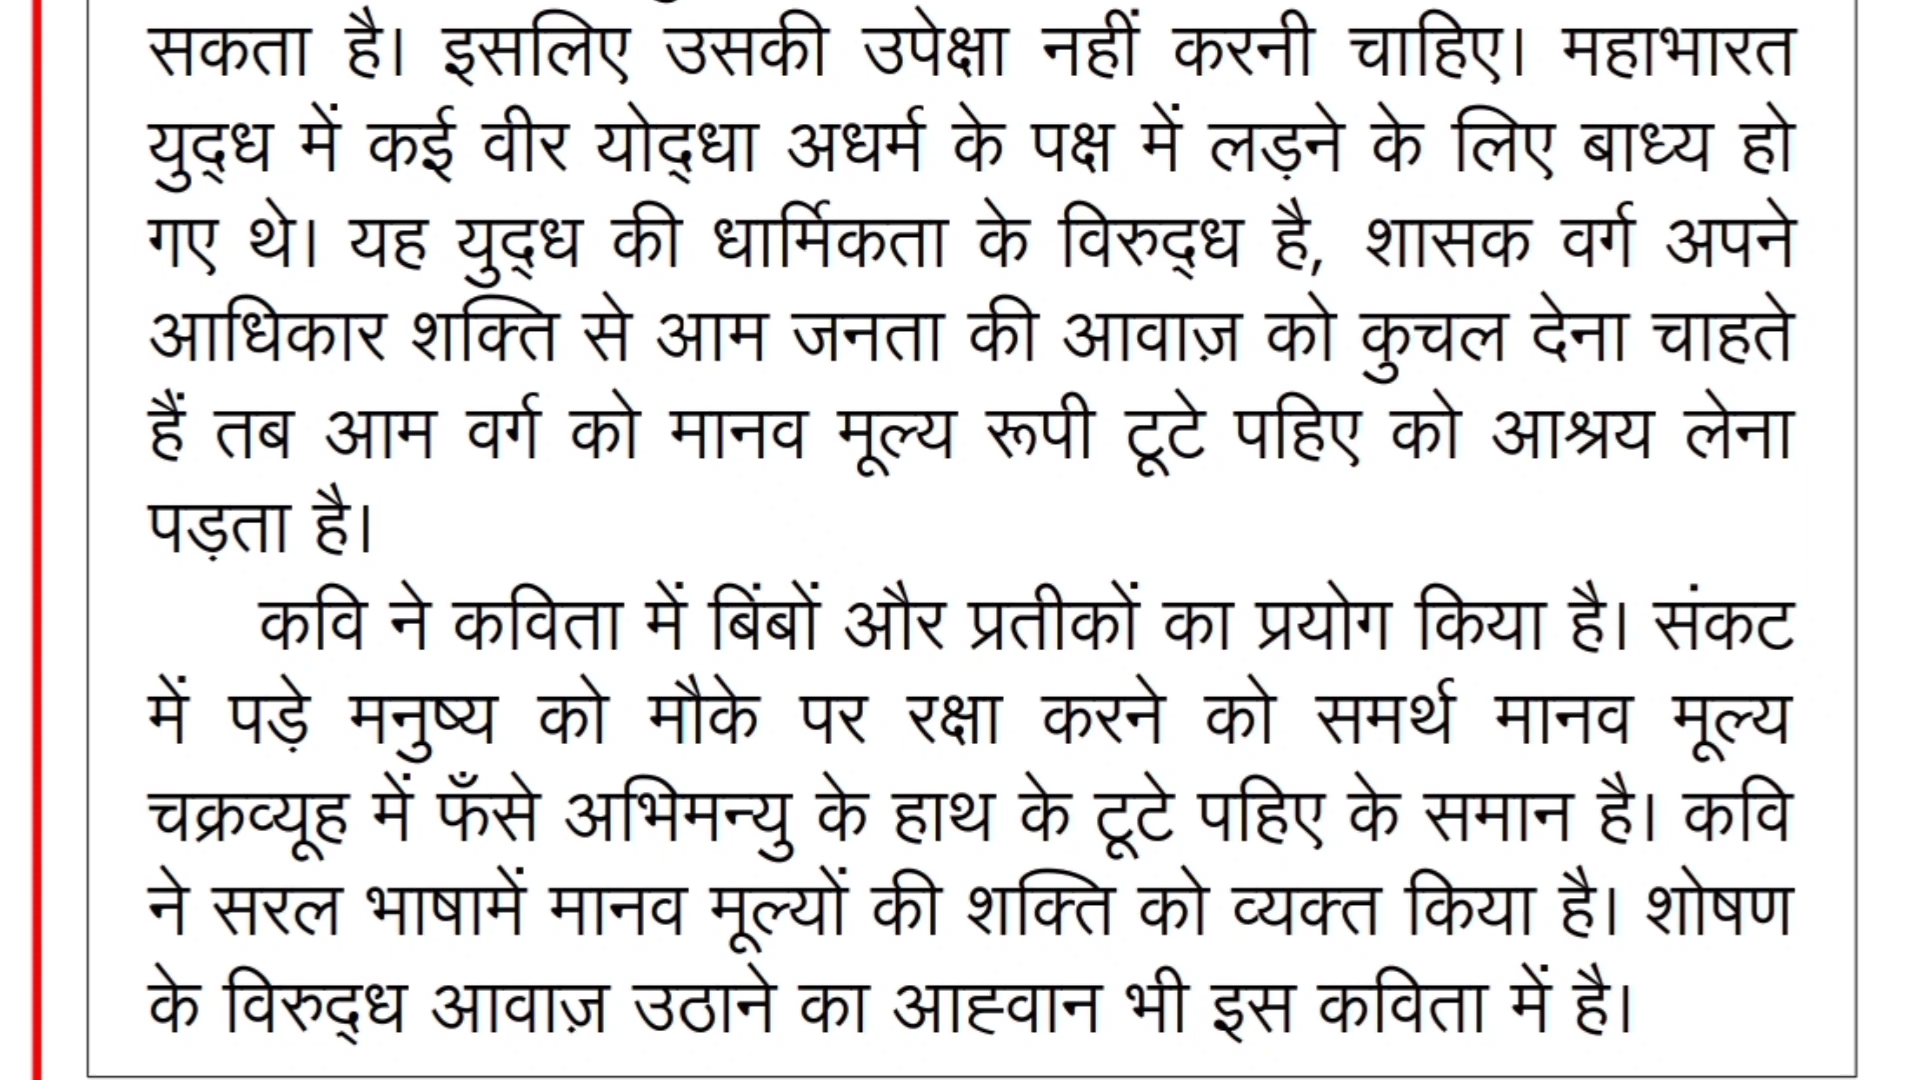 सकता है। इसलिए उसकी उपेक्षा नहीं करनी चाहिए। महाभारत
युद्‌ध में कई वीर योद्‌धा अधर्म के पक्ष में लड़ने के लिए बाध्य हो
गए थे। यह युद्‌ध की धार्मिकता के विरुद्‌ध है, शासक वर्ग अपने
आधिकार शक्ति से आम जनता की आवाज़ को कुचल देना चाहते
हैं तब आम वर्ग को मानव मूल्य रूपी टूटे पहिए को आश्रय लेना
पड़ता है।
कवि ने कविता में बिंबों और प्रतीकों का प्रयोग किया है। संकट
में पड़े मनुष्य को मौके पर रक्षा करने को समर्थ मानव मूल्य
चक्रव्यूह में फँसे अभिमन्यु के हाथ के टूटे पहिए के समान है। कवि
ने सरल भाषामें मानव मूल्यों की शक्ति को व्यक्त किया है। शोषण
के विरुद्‌ध आवाज़ उठाने का आह्वान भी इस कविता में है।